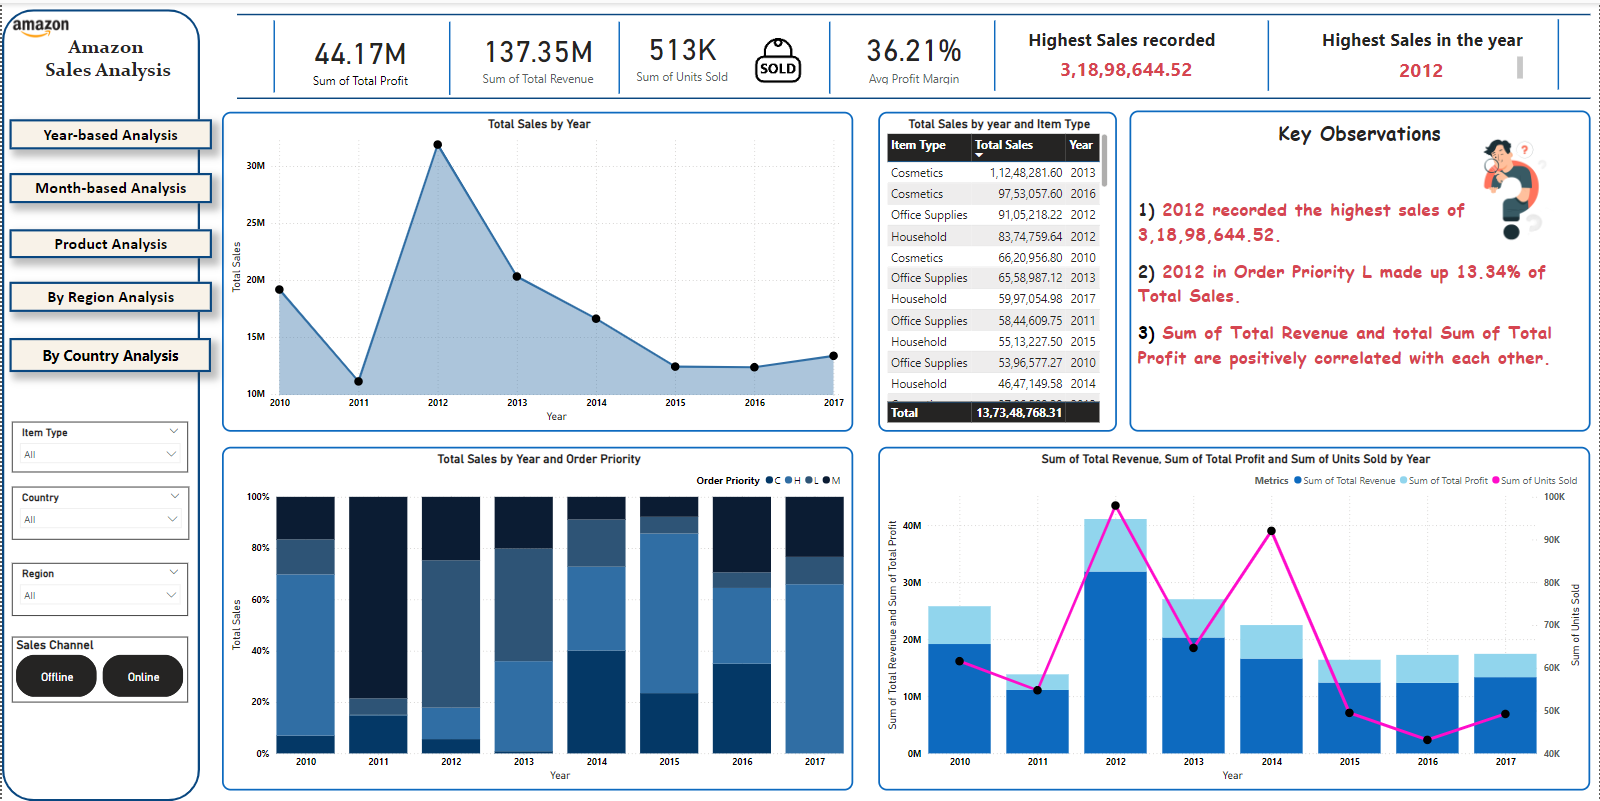 amazon
Amazon
Sales Analysis
Year-based Analysis
Month-based Analysis
Product Analysis
By Region Analysis
By Country Analysis
Item Type
All
Country
All
Region
All
Sales Channel
Offline
Online
44.17M
Sum of Total Profit
137.35M
Sum of Total Revenue
513K
Sum of Units Sold
SOLD
36.21%
Avg Profit Margin
Highest Sales recorded
3,18,98,644.52
Highest Sales in the year
2012
Total Sales by Year
Total Sales
30M
25M
20M
15M
10M
2010 2011 2012 2013 2014 2015 2016 2017
Year
Total Sales by year and Item Type
Item Type Total Sales Year
Cosmetics 1,12,48,281.60 2013
Cosmetics 97,53,057.60 2016
Office Supplies 91,05,218.22 2012
Household 83,74,759.64 2012
Cosmetics 66,20,956.80 2010
Office Supplies 65,58,987.12 2013
Household 59,97,054.98 2017
Office Supplies 58,44,609.75 2011
Household 55,13,227.50 2015
Office Supplies 53,96,577.27 2010
Household 46,47,149.58 2014
Total 13,73,48,768.31
Key Observations
1) 2012 recorded the highest sales of
3,18,98,644.52.
2) 2012 in Order Priority L made up 13.34% of
Total Sales.
3) Sum of Total Revenue and total Sum of Total
Profit are positively correlated with each other.
Total Sales by Year and Order Priority
Order Priority C H L M
Total Sales
100%
80%
60%
40%
20%
0%
2010 2011 2012 2013 2014 2015 2016 2017
Year
Sum of Total Revenue, Sum of Total Profit and Sum of Units Sold by Year
Metrics Sum of Total Revenue Sum of Total Profit Sum of Units Sold
Sum of Total Revenue and Sum of Total Profit
40M
30M
20M
10M
0M
100K
90K
80K
70K
60K
50K
40K
Sum of Units Sold
2010 2011 2012 2013 2014 2015 2016 2017
Year